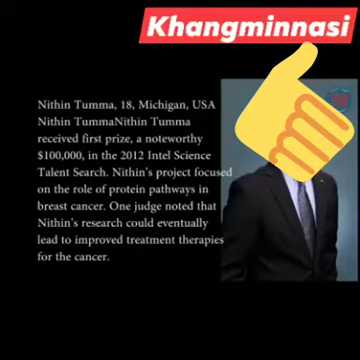 Khangminnasi
Nithin Tumma, 18, Michigan, USA
Nithin TummaNithin Tumma
received first prize, a noteworthy
$100,000, in the 2012 Intel Science
Talent Search. Nithin's project focused
on the role of protein pathways in
breast cancer. One judge noted that
Nithin's research could eventually
lead to improved treatment therapies
for the cancer.